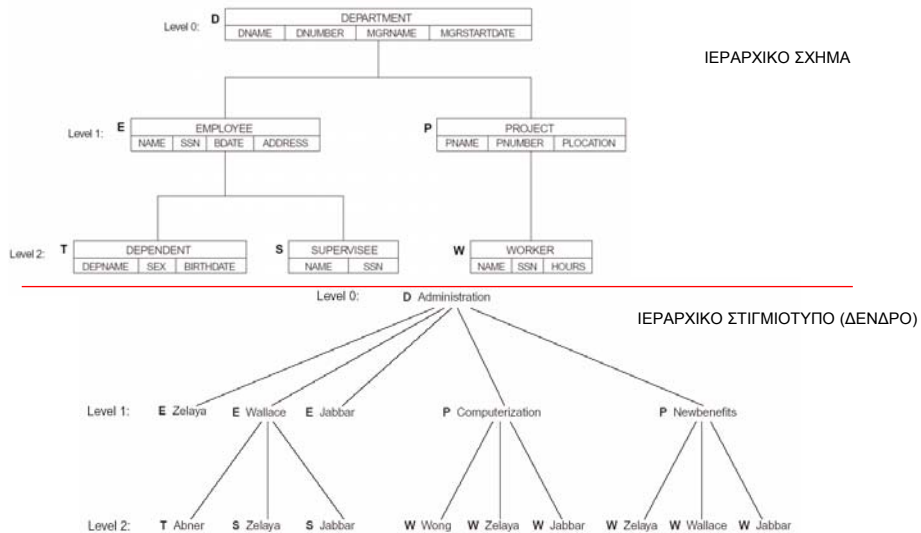 D DEPARTMENT
Level 0: DNAME DNUMBER MGRNAME MGRSTARTDATE
ΙΕΡΑΡΧΙΚΟ ΣΧΗΜΑ
E EMPLOYEE P PROJECT
Level 1: NAME SSN BDATE ADDRESS PNAME PNUMBER PLOCATION
Level 2: T DEPENDENT S SUPERVISEE W WORKER
DEPNAME SEX BIRTHDATE NAME SSN NAME SSN HOURS
Level 0: D Administration
ΙΕΡΑΡΧΙΚΟ ΣΤΙΓΜΙΟΤΥΠΟ (ΔΕΝΔΡΟ)
Level 1: E Zelaya E Wallace E Jabbar P Computerization P Newbenefits
Level 2: T Abner S Zelaya S Jabbar W Wong W Zelaya W Jabbar W Zelaya W Wallace W Jabbar